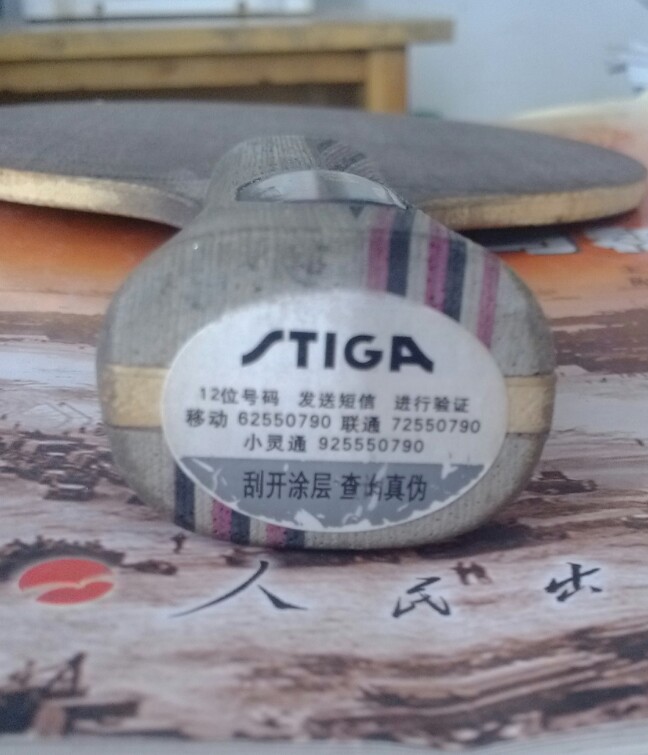 STIGA
12位号码 发送短信 进行验证
移动 62550790 联通 72550790
小灵通 925550790
刮开涂层 查 真伪
人民出